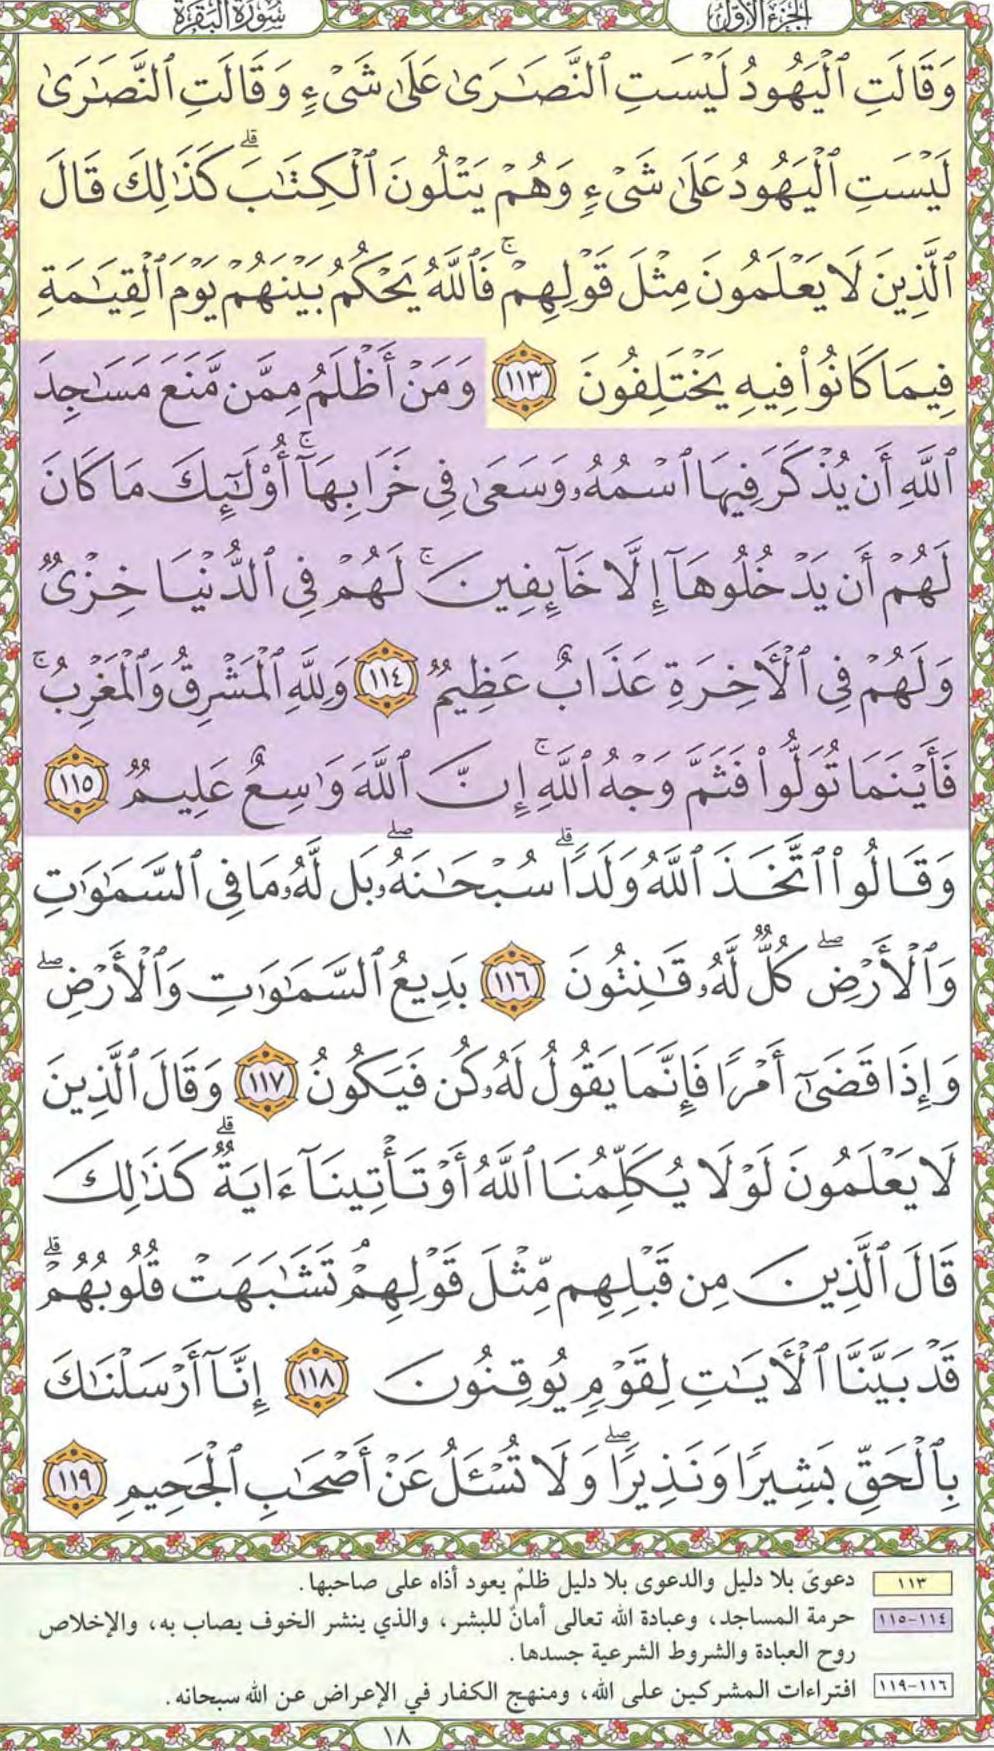 الجزء الأول
سورة البقرة
وَقَالَتِ ٱلْيَهُودُ لَيْسَتِ ٱلنَّصَـٰرَىٰ عَلَىٰ شَىْءٍ وَقَالَتِ ٱلنَّصَـٰرَىٰ
لَيْسَتِ ٱلْيَهُودُ عَلَىٰ شَىْءٍ وَهُمْ يَتْلُونَ ٱلْكِتَـٰبَ ۗ كَذَٰلِكَ قَالَ
ٱلَّذِينَ لَا يَعْلَمُونَ مِثْلَ قَوْلِهِمْ ۚ فَٱللَّهُ يَحْكُمُ بَيْنَهُمْ يَوْمَ ٱلْقِيَـٰمَةِ
فِيمَا كَانُوا۟ فِيهِ يَخْتَلِفُونَ ١١٣ وَمَنْ أَظْلَمُ مِمَّن مَّنَعَ مَسَـٰجِدَ
ٱللَّهِ أَن يُذْكَرَ فِيهَا ٱسْمُهُۥ وَسَعَىٰ فِى خَرَابِهَآ ۚ أُو۟لَـٰٓئِكَ مَا كَانَ
لَهُمْ أَن يَدْخُلُوهَآ إِلَّا خَآئِفِينَ ۚ لَهُمْ فِى ٱلدُّنْيَا خِزْىٌ
وَلَهُمْ فِى ٱلْـَٔاخِرَةِ عَذَابٌ عَظِيمٌ ١١٤ وَلِلَّهِ ٱلْمَشْرِقُ وَٱلْمَغْرِبُ ۚ
فَأَيْنَمَا تُوَلُّوا۟ فَثَمَّ وَجْهُ ٱللَّهِ ۚ إِنَّ ٱللَّهَ وَٰسِعٌ عَلِيمٌ ١١٥
وَقَالُوا۟ ٱتَّخَذَ ٱللَّهُ وَلَدًا ۗ سُبْحَـٰنَهُۥ ۖ بَل لَّهُۥ مَا فِى ٱلسَّمَـٰوَٰتِ
وَٱلْأَرْضِ ۖ كُلٌّ لَّهُۥ قَـٰنِتُونَ ١١٦ بَدِيعُ ٱلسَّمَـٰوَٰتِ وَٱلْأَرْضِ ۖ
وَإِذَا قَضَىٰٓ أَمْرًا فَإِنَّمَا يَقُولُ لَهُۥ كُن فَيَكُونُ ١١٧ وَقَالَ ٱلَّذِينَ
لَا يَعْلَمُونَ لَوْلَا يُكَلِّمُنَا ٱللَّهُ أَوْ تَأْتِينَآ ءَايَةٌ ۗ كَذَٰلِكَ
قَالَ ٱلَّذِينَ مِن قَبْلِهِم مِّثْلَ قَوْلِهِمْ ۘ تَشَـٰبَهَتْ قُلُوبُهُمْ ۗ
قَدْ بَيَّنَّا ٱلْـَٔايَـٰتِ لِقَوْمٍ يُوقِنُونَ ١١٨ إِنَّآ أَرْسَلْنَـٰكَ
بِٱلْحَقِّ بَشِيرًا وَنَذِيرًا ۖ وَلَا تُسْـَٔلُ عَنْ أَصْحَـٰبِ ٱلْجَحِيمِ ١١٩
١١٣ دعوىً بلا دليل والدعوى بلا دليل ظلمٌ يعود أذاه على صاحبها.
١١٤-١١٥ حرمة المساجد، وعبادة الله تعالى أمانٌ للبشر، والذي ينشر الخوف يصاب به، والإخلاص
روح العبادة والشروط الشرعية جسدها.
١١٦-١١٩ افتراءات المشركين على الله، ومنهج الكفار في الإعراض عن الله سبحانه.
١٨